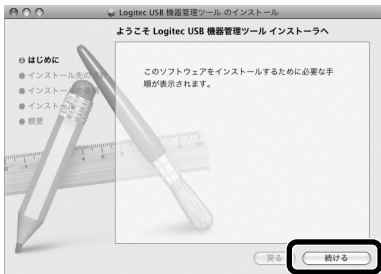 Logitec USB 機器管理ツール のインストール
ようこそ Logitec USB 機器管理ツール インストーラへ
はじめに
インストール先の
インストールの
インストール
概要
このソフトウェアをインストールするために必要な手
順が表示されます。
戻る
続ける